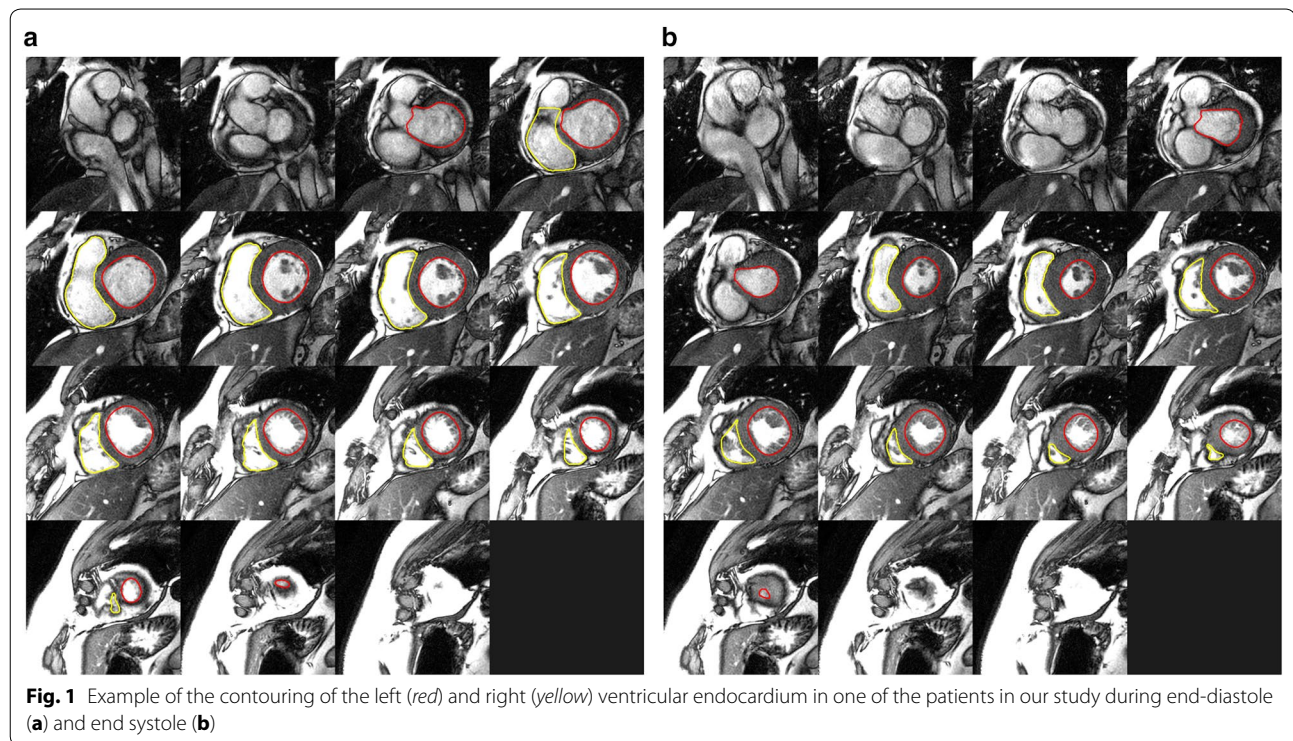 a
b
Fig. 1 Example of the contouring of the left (red) and right (yellow) ventricular endocardium in one of the patients in our study during end-diastole
(a) and end systole (b)